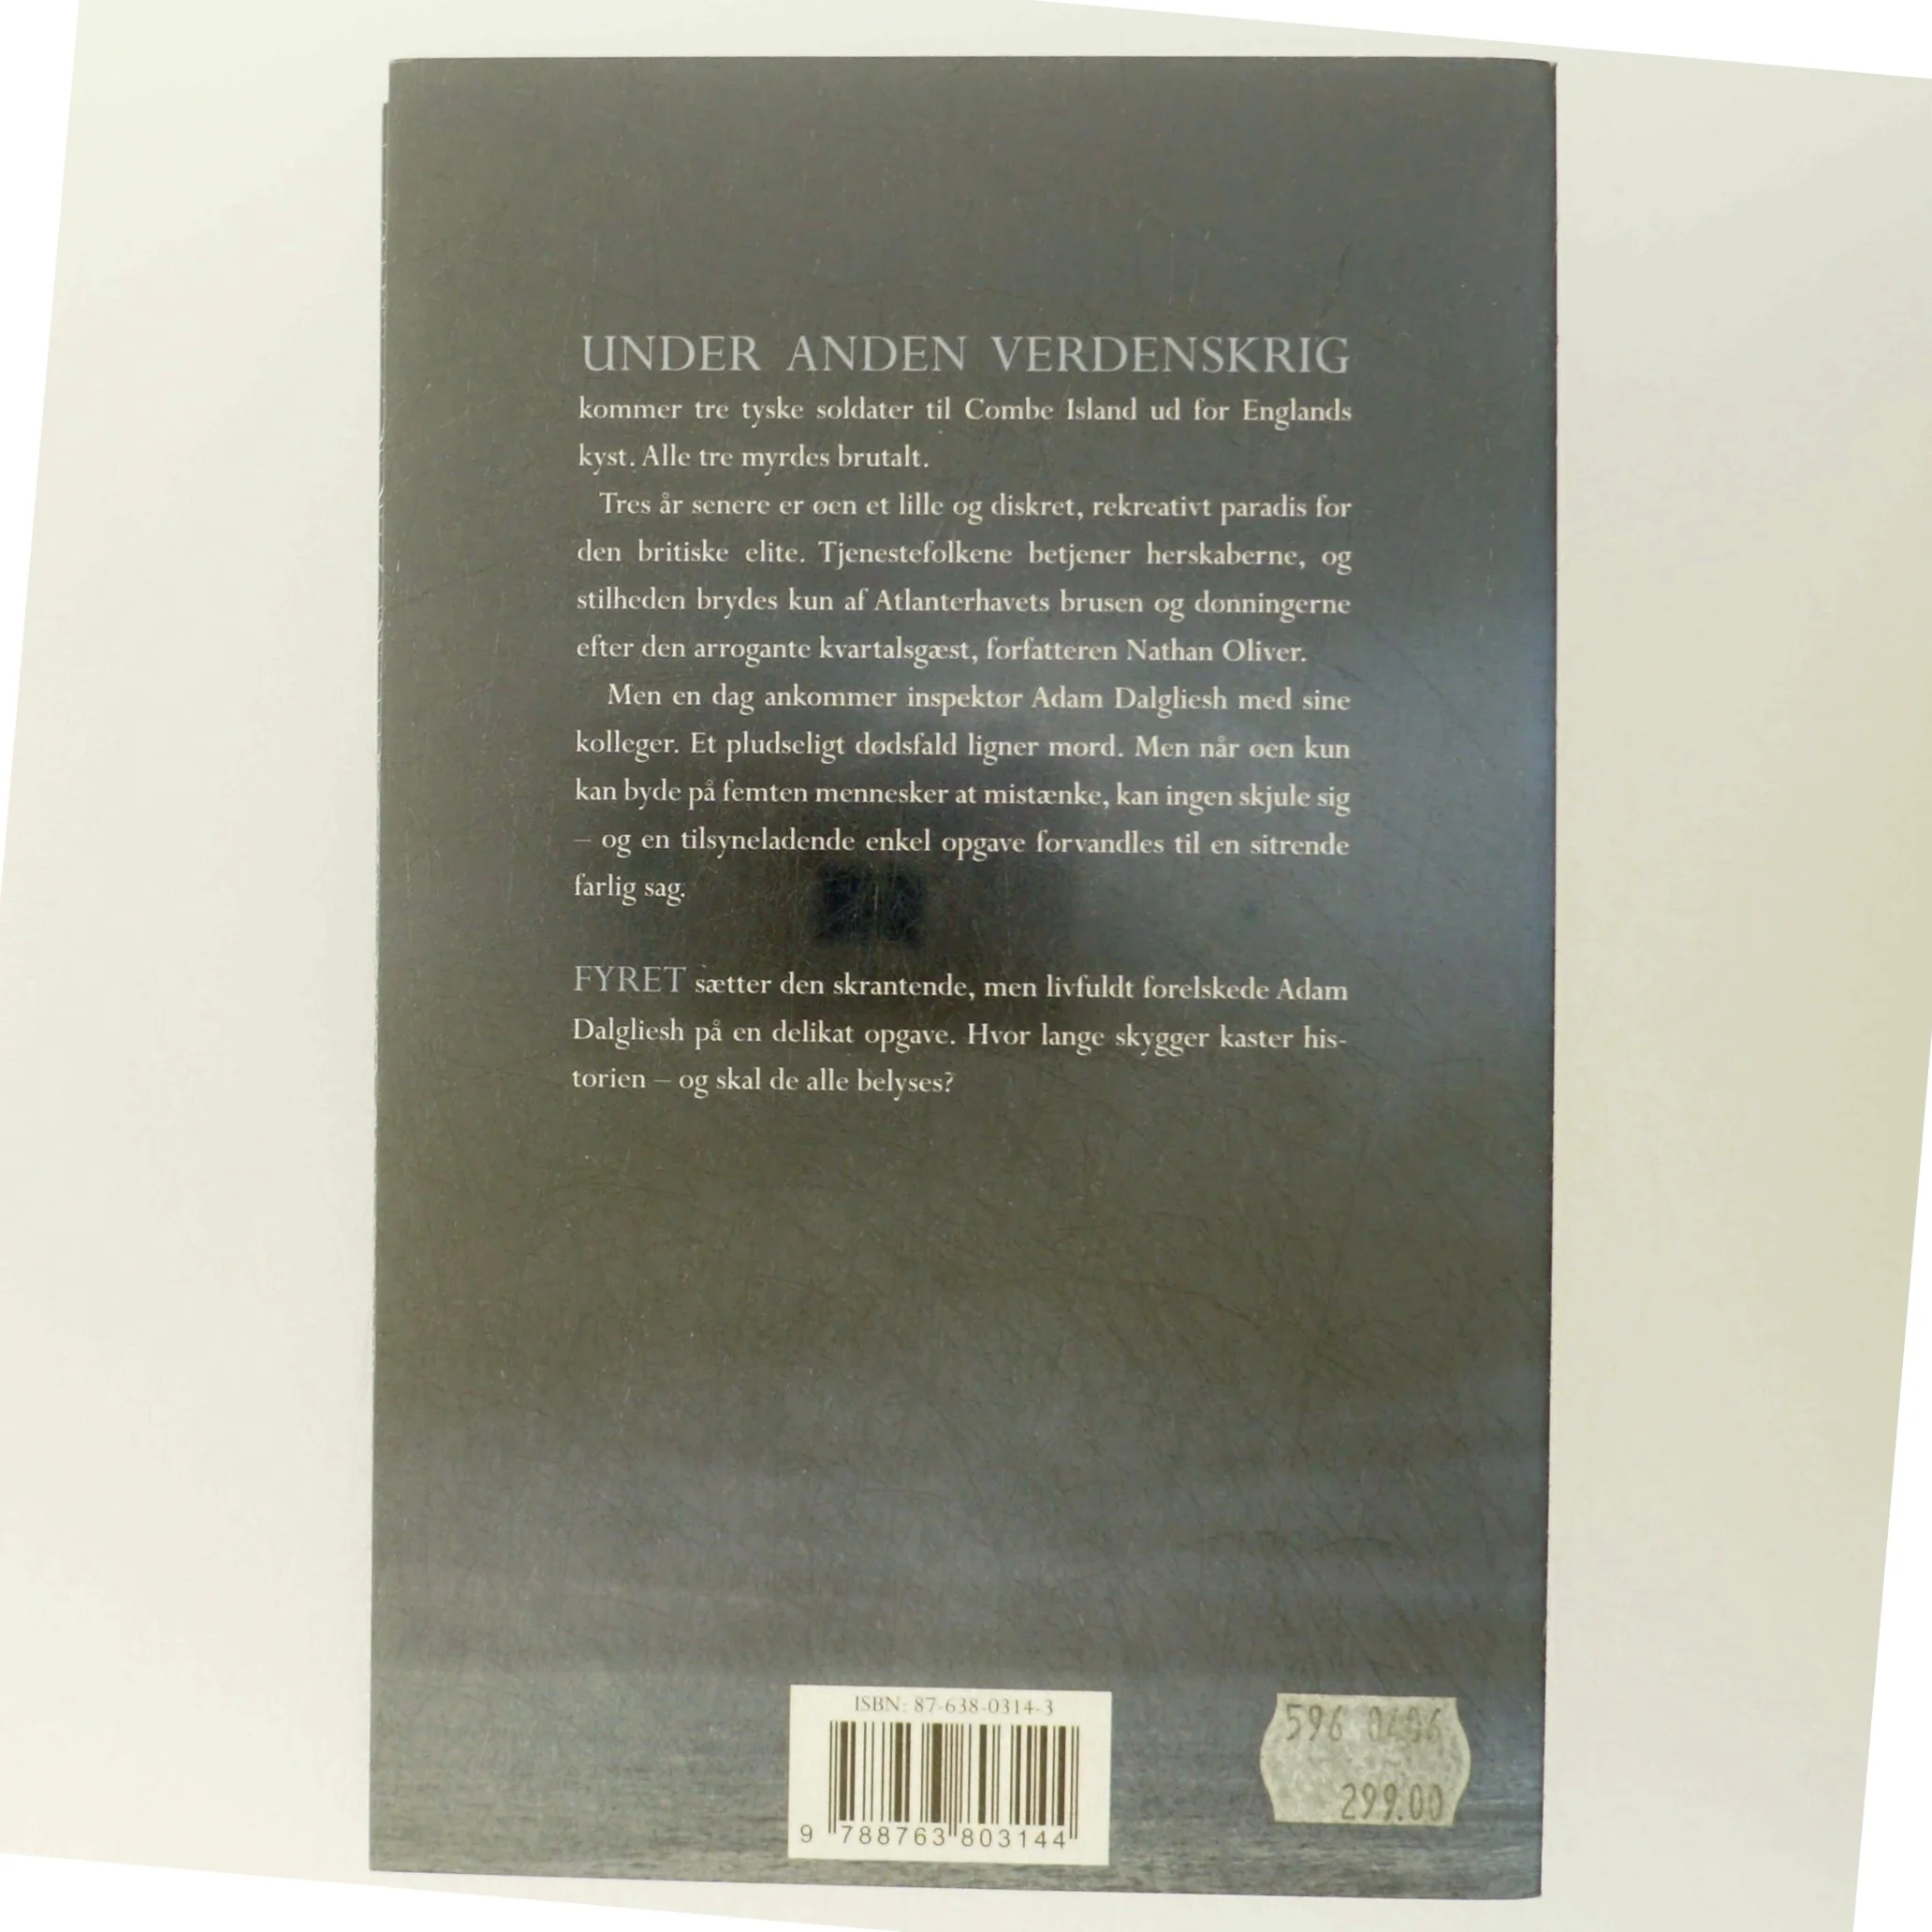 UNDER ANDEN VERDENSKRIG
kommer tre tyske soldater til Combe Island ud for Englands
kyst. Alle tre myrdes brutalt.
Tres år senere er øen et lille og diskret, rekreativt paradis for
den britiske elite. Tjenestefolkene betjener herskaberne, og
stilheden brydes kun af Atlanterhavets brusen og dønningerne
efter den arrogante kvartalsgæst, forfatteren Nathan Oliver.
Men en dag ankommer inspektør Adam Dalgliesh med sine
kolleger. Et pludseligt dødsfald ligner mord. Men når øen kun
kan byde på femten mennesker at mistænke, kan ingen skjule sig
– og en tilsyneladende enkel opgave forvandles til en sitrende
farlig sag.
FYRET sætter den skrantende, men livfuldt forelskede Adam
Dalgliesh på en delikat opgave. Hvor lange skygger kaster his-
torien – og skal de alle belyses?
ISBN: 87-638-0314-3
9 788763 803144
596
299.00